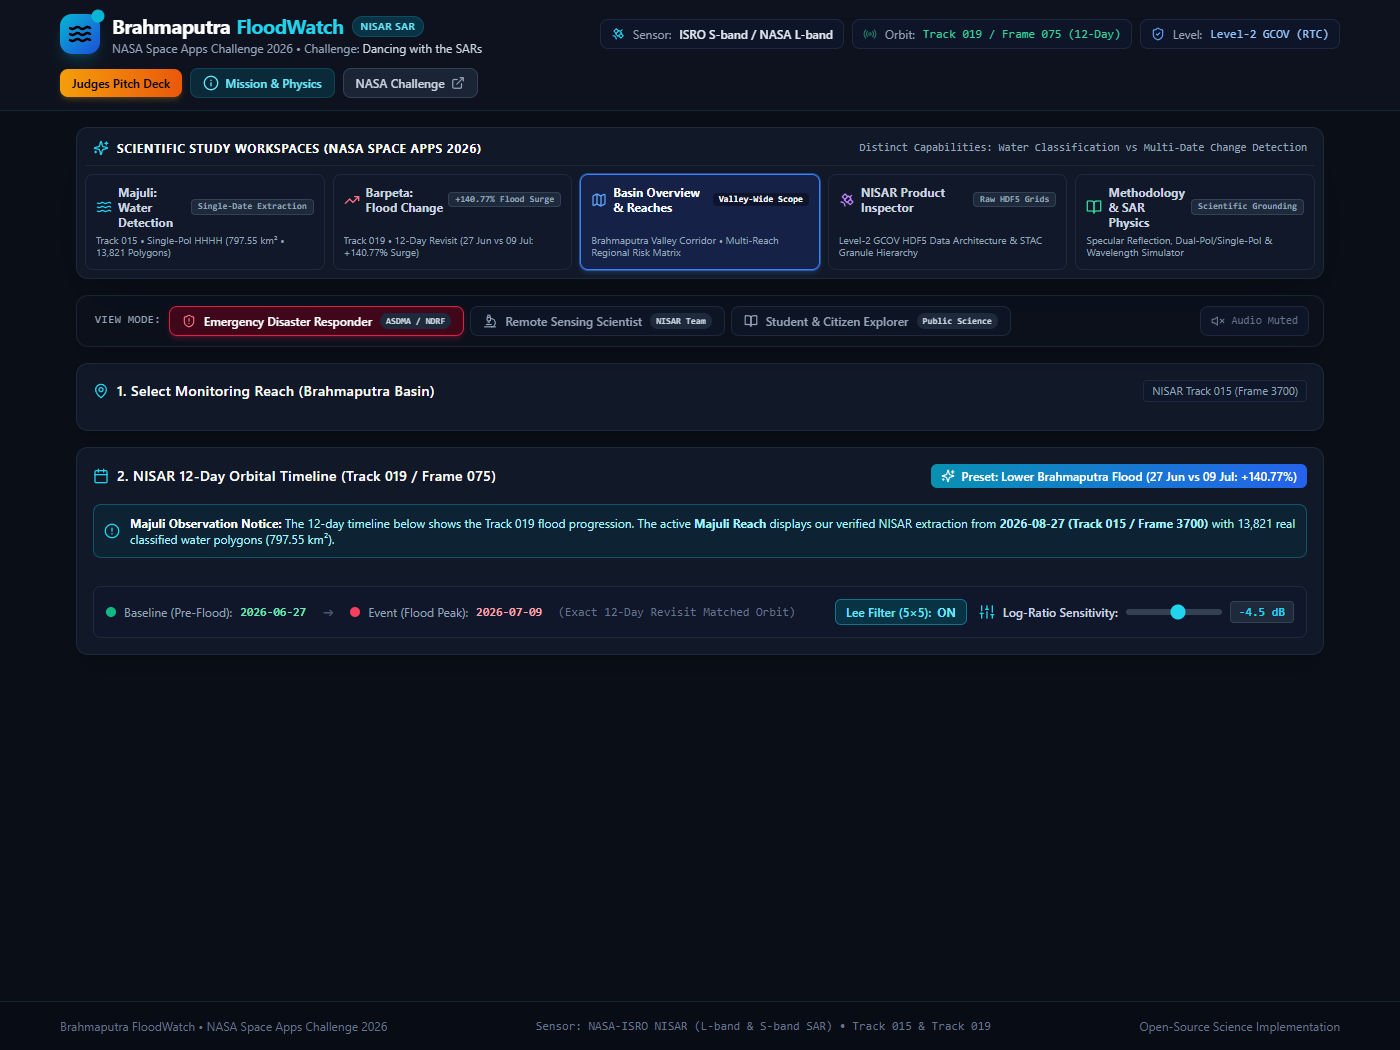 Brahmaputra FloodWatch NISAR SAR
NASA Space Apps Challenge 2026 • Challenge: Dancing with the SARs
Sensor: ISRO S-band / NASA L-band
Orbit: Track 019 / Frame 075 (12-Day)
Level: Level-2 GCOV (RTC)
Judges Pitch Deck
Mission & Physics
NASA Challenge
SCIENTIFIC STUDY WORKSPACES (NASA SPACE APPS 2026)
Distinct Capabilities: Water Classification vs Multi-Date Change Detection
Majuli:
Water
Detection
Single-Date Extraction
Track 015 • Single-Pol HHHH (797.55 km² •
13,821 Polygons)
Barpeta:
Flood Change
+140.77% Flood Surge
Track 019 • 12-Day Revisit (27 Jun vs 09 Jul:
+140.77% Surge)
Basin Overview
& Reaches
Valley-Wide Scope
Brahmaputra Valley Corridor • Multi-Reach
Regional Risk Matrix
NISAR Product
Inspector
Raw HDF5 Grids
Level-2 GCOV HDF5 Data Architecture & STAC
Granule Hierarchy
Methodology
& SAR
Physics
Scientific Grounding
Specular Reflection, Dual-Pol/Single-Pol &
Wavelength Simulator
VIEW MODE:
Emergency Disaster Responder ASDMA / NDRF
Remote Sensing Scientist NISAR Team
Student & Citizen Explorer Public Science
Audio Muted
1. Select Monitoring Reach (Brahmaputra Basin)
NISAR Track 015 (Frame 3700)
2. NISAR 12-Day Orbital Timeline (Track 019 / Frame 075)
Preset: Lower Brahmaputra Flood (27 Jun vs 09 Jul: +140.77%)
Majuli Observation Notice: The 12-day timeline below shows the Track 019 flood progression. The active Majuli Reach displays our verified NISAR extraction from 2026-08-27 (Track 015 / Frame 3700) with 13,821 real
classified water polygons (797.55 km²).
Baseline (Pre-Flood): 2026-06-27 → Event (Flood Peak): 2026-07-09 (Exact 12-Day Revisit Matched Orbit)
Lee Filter (5×5): ON
Log-Ratio Sensitivity:
-4.5 dB
Brahmaputra FloodWatch • NASA Space Apps Challenge 2026
Sensor: NASA-ISRO NISAR (L-band & S-band SAR) • Track 015 & Track 019
Open-Source Science Implementation